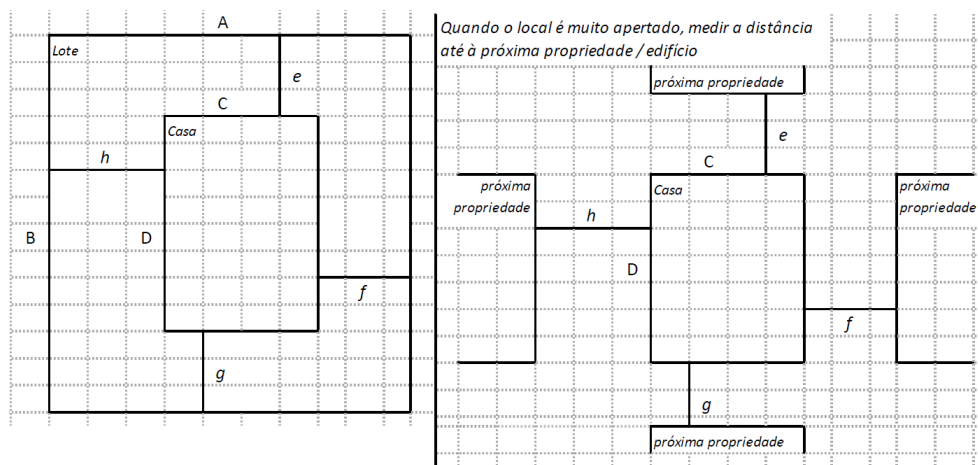 A
Lote
e
C
Casa
h
B
D
f
g
Quando o local é muito apertado, medir a distância
até à próxima propriedade / edifício
próxima propriedade
e
C
próxima
propriedade
Casa
próxima
propriedade
h
D
f
g
próxima propriedade